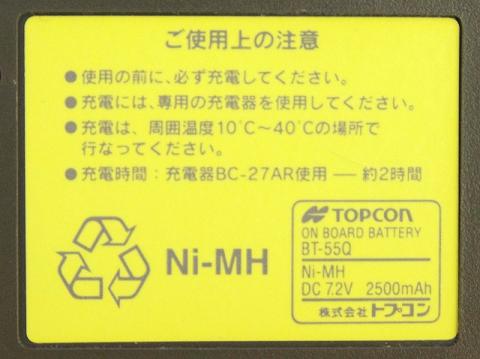 ご使用上の注意
●使用の前に、必ず充電してください。
●充電には、専用の充電器を使用してください。
●充電は、周囲温度10℃～40℃の場所で
行なってください。
●充電時間：充電器BC-27AR使用 — 約2時間
Ni-MH
TOPCON
ON BOARD BATTERY
BT-55Q
Ni-MH
DC 7.2V 2500mAh
株式会社トプコン